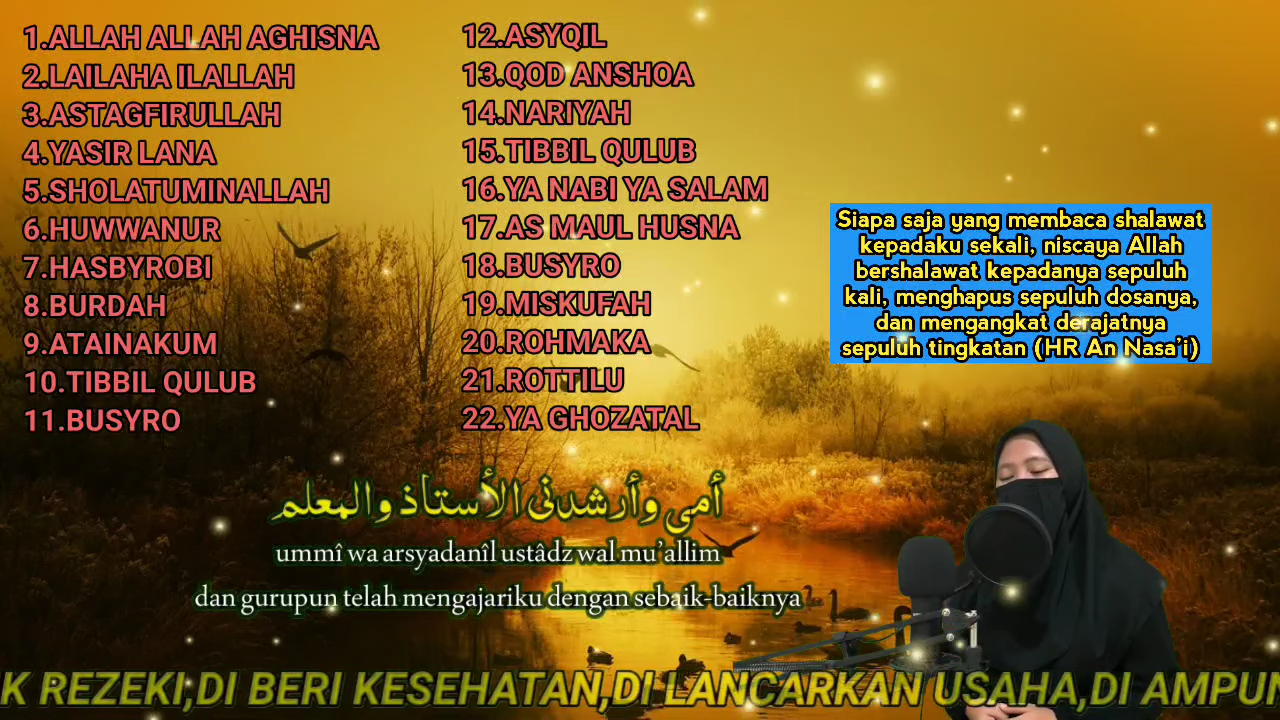 1.ALLAH ALLAH AGHISNA
2.LAILAHA ILALLAH
3.ASTAGFIRULLAH
4.YASIR LANA
5.SHOLATUMINALLAH
6.HUWWANUR
7.HASBYROBI
8.BURDAH
9.ATAINAKUM
10.TIBBIL QULUB
11.BUSYRO
12.ASYQIL
13.QOD ANSHOA
14.NARIYAH
15.TIBBIL QULUB
16.YA NABI YA SALAM
17.AS MAUL HUSNA
18.BUSYRO
19.MISKUFAH
20.ROHMAKA
21.ROTTILU
22.YA GHOZATAL
Siapa saja yang membaca shalawat
kepadaku sekali, niscaya Allah
bershalawat kepadanya sepuluh
kali, menghapus sepuluh dosanya,
dan mengangkat derajatnya
sepuluh tingkatan (HR An Nasa'i)
أمي وأرشدني الأستاذ والمعلم
ummî wa arsyadanîl ustâdz wal mu'allim
dan gurupun telah mengajariku dengan sebaik-baiknya
K REZEKI,DI BERI KESEHATAN,DI LANCARKAN USAHA,DI AMPUN